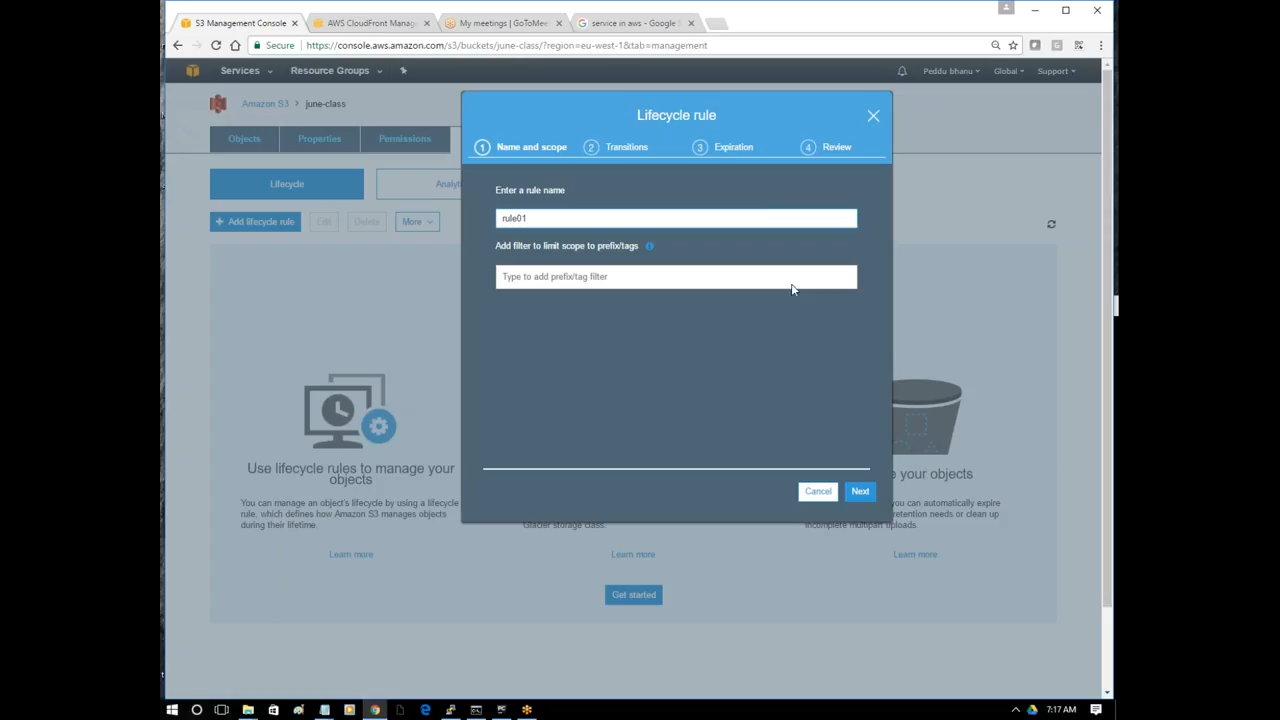 S3 Management Console
AWS CloudFront Manag
My meetings | GoToMee
service in aws - Google S
Secure
https://console.aws.amazon.com/s3/buckets/june-class/?region=eu-west-1&tab=management
Services
Resource Groups
Peddu bhanu
Global
Support
Amazon S3 > june-class
Objects
Properties
Permissions
Lifecycle
Analyti
+ Add lifecycle rule
Edit
Delete
More
Lifecycle rule
1 Name and scope
2 Transitions
3 Expiration
4 Review
Enter a rule name
rule01
Add filter to limit scope to prefix/tags
Type to add prefix/tag filter
Cancel
Next
Use lifecycle rules to manage your
objects
You can manage an object's lifecycle by using a lifecycle
rule, which defines how Amazon S3 manages objects
during their lifetime.
Learn more
Glacier storage class.
Learn more
e your objects
you can automatically expire
retention needs or clean up
incomplete multipart uploads.
Learn more
Get started
7:17 AM